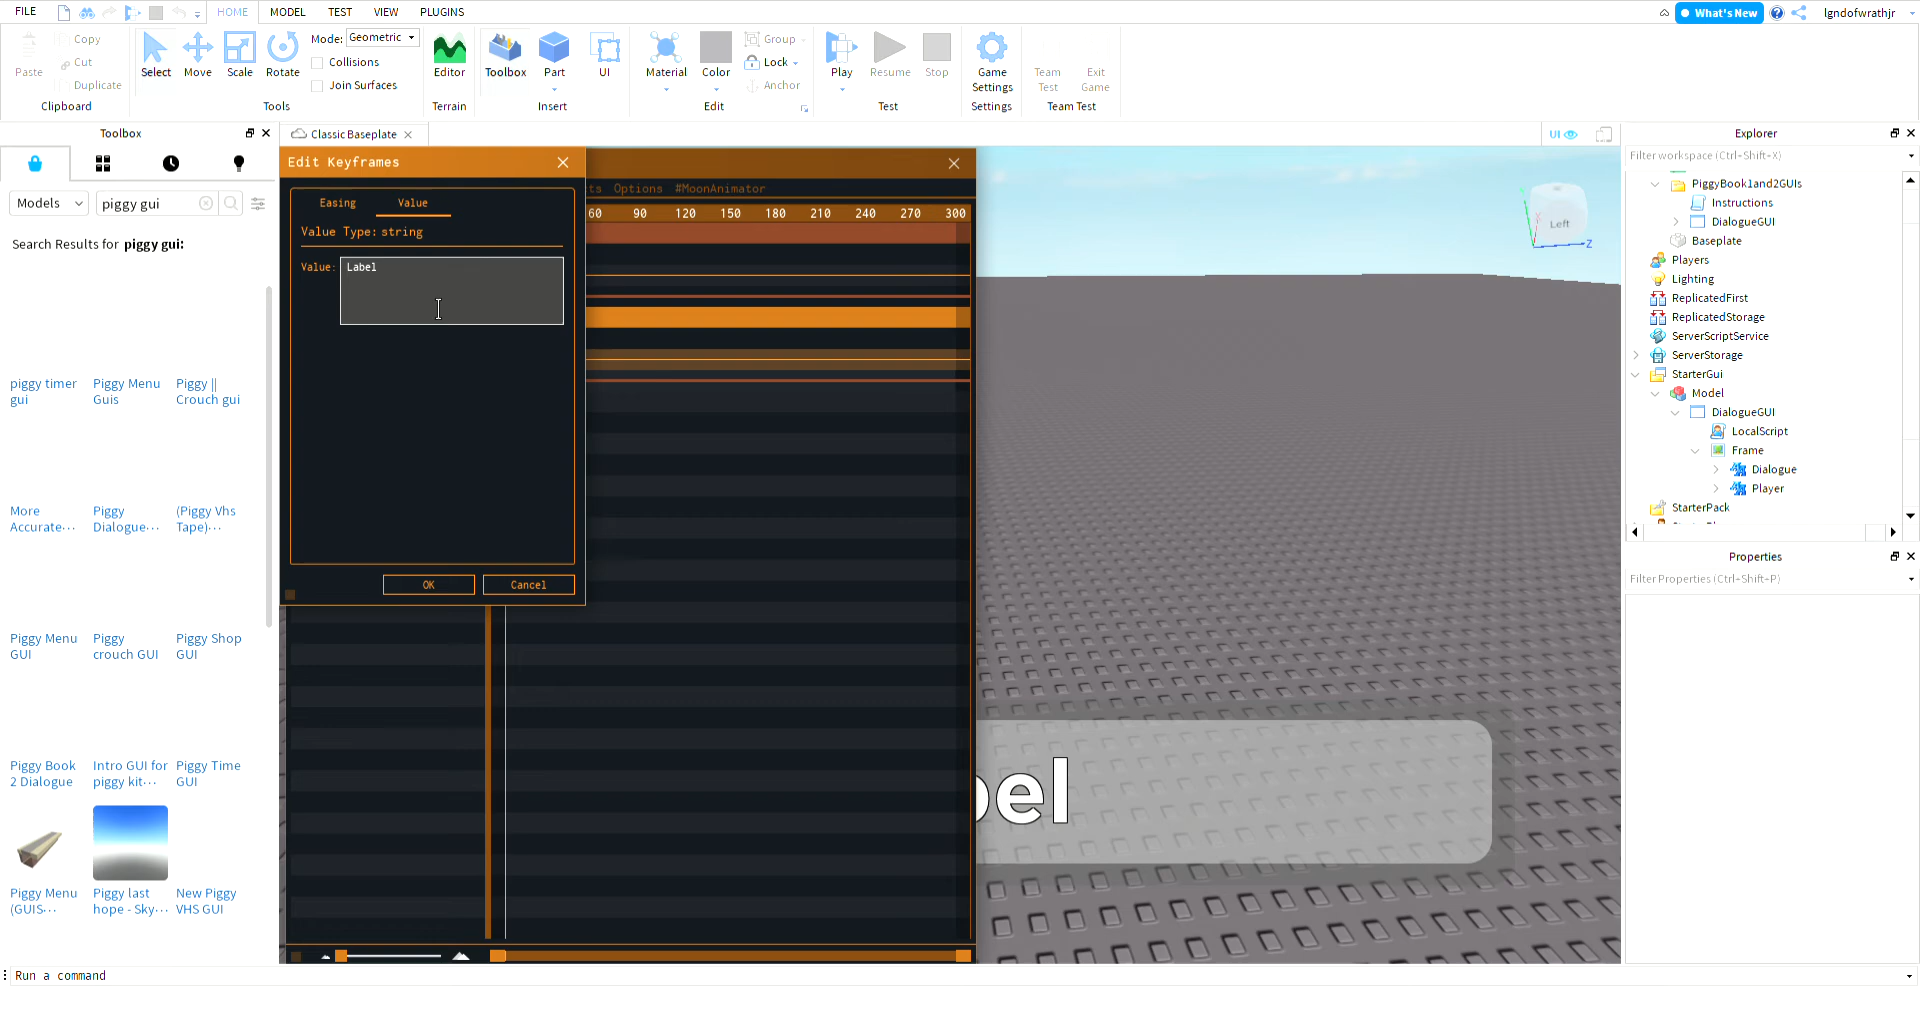 FILE HOME MODEL TEST VIEW PLUGINS What's New lgndofwrathjr
Paste Copy Cut Duplicate
Clipboard
Select Move Scale Rotate
Mode: Geometric
Collisions
Join Surfaces
Tools
Editor
Terrain
Toolbox Part UI
Insert
Material Color Group Lock Anchor
Edit
Play Resume Stop
Test
Game Settings
Settings
Team Test Exit Game
Team Test
Toolbox
Models piggy gui
Search Results for piggy gui:
piggy timer gui
Piggy Menu Guis
Piggy || Crouch gui
More Accurate...
Piggy Dialogue...
(Piggy Vhs Tape)...
Piggy Menu GUI
Piggy crouch GUI
Piggy Shop GUI
Piggy Book 2 Dialogue
Intro GUI for piggy kit...
Piggy Time GUI
Piggy Menu (GUIS...
Piggy last hope - Sky...
New Piggy VHS GUI
Classic Baseplate
UI
Edit Keyframes
Easing Value
Value Type: string
Value: Label
OK Cancel
ts Options #MoonAnimator
60 90 120 150 180 210 240 270 300
Left
Z
bel
Explorer
Filter workspace (Ctrl+Shift+X)
PiggyBook1and2GUIs
Instructions
DialogueGUI
Baseplate
Players
Lighting
ReplicatedFirst
ReplicatedStorage
ServerScriptService
ServerStorage
StarterGui
Model
DialogueGUI
LocalScript
Frame
Dialogue
Player
StarterPack
Properties
Filter Properties (Ctrl+Shift+P)
Run a command